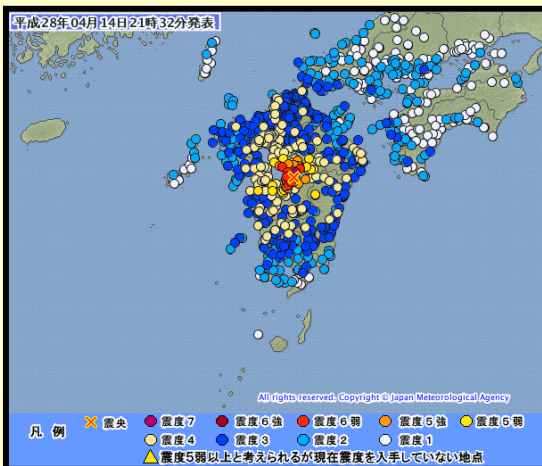 平成28年04月14日21時32分発表
All rights reserved. Copyright © Japan Meteorological Agency
凡 例 震央 震度7 震度6強 震度6弱 震度5強 震度5弱
震度4 震度3 震度2 震度1
震度5弱以上と考えられるが現在震度を入手していない地点